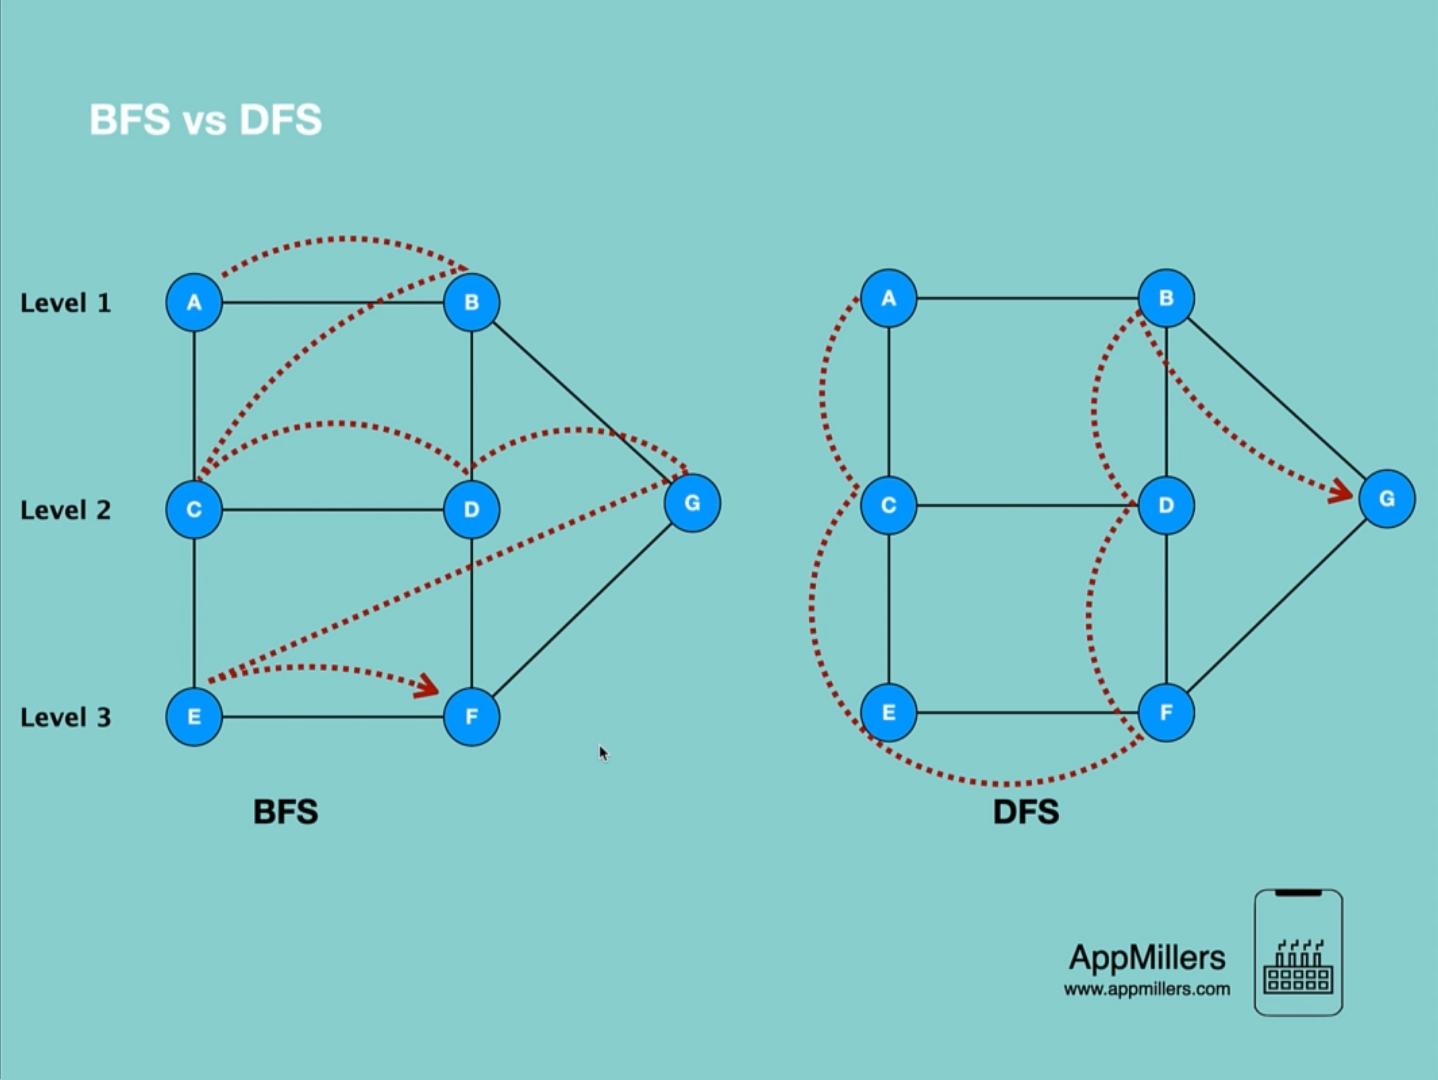 BFS vs DFS
Level 1
A
B
A
B
Level 2
C
D
G
C
D
G
Level 3
E
F
E
F
BFS
DFS
AppMillers
www.appmillers.com